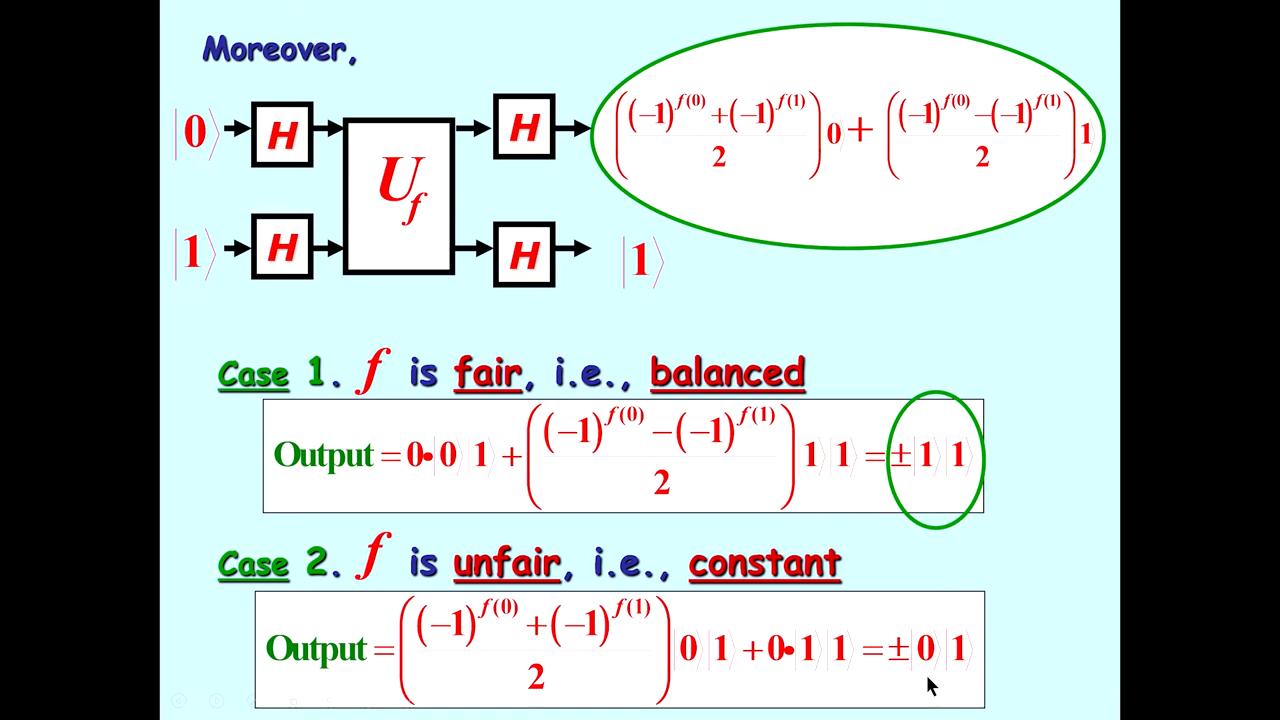 Moreover,
|0⟩ H H ((−1)^f(0) + (−1)^f(1) / 2) 0⟩ + ((−1)^f(0) − (−1)^f(1) / 2) 1⟩
U_f
|1⟩ H H |1⟩
Case 1. f is fair, i.e., balanced
Output = 0•|0⟩|1⟩ + ((−1)^f(0) − (−1)^f(1) / 2) |1⟩|1⟩ = ±|1⟩|1⟩
Case 2. f is unfair, i.e., constant
Output = ((−1)^f(0) + (−1)^f(1) / 2) |0⟩|1⟩ + 0•|1⟩|1⟩ = ±|0⟩|1⟩